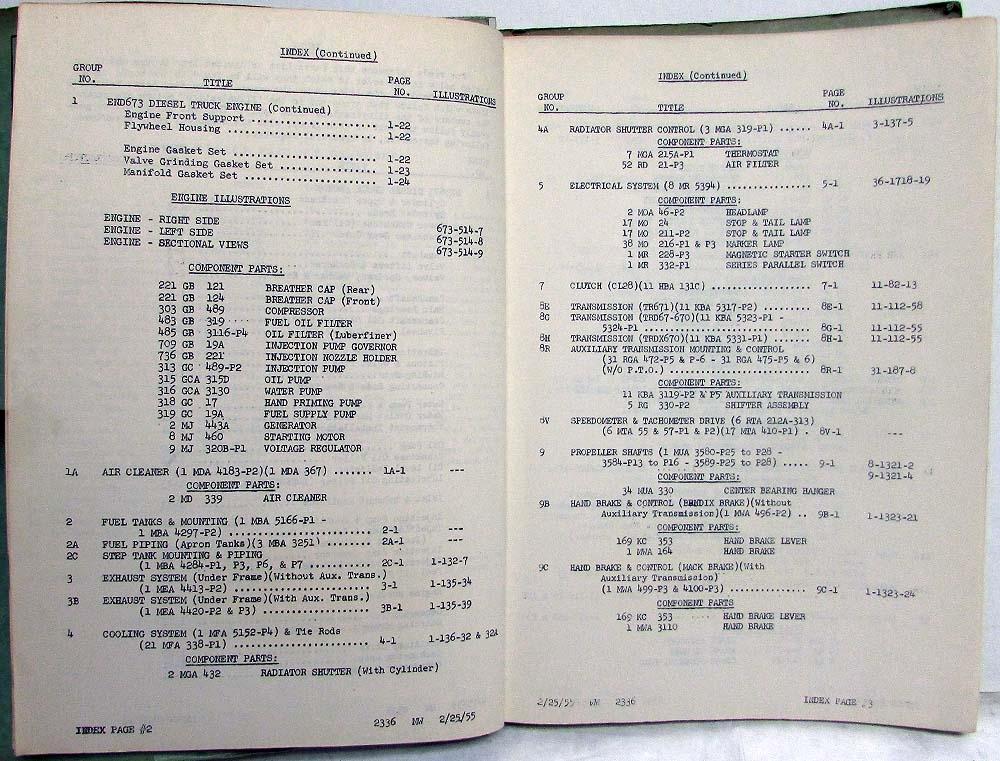 INDEX (Continued)
GROUP
NO. TITLE PAGE NO. ILLUSTRATIONS
1 END673 DIESEL TRUCK ENGINE (Continued)
Engine Front Support ...................... 1-22
Flywheel Housing .......................... 1-22
Engine Gasket Set ......................... 1-22
Valve Grinding Gasket Set ................. 1-23
Manifold Gasket Set ....................... 1-24
ENGINE ILLUSTRATIONS
ENGINE - RIGHT SIDE 673-514-7
ENGINE - LEFT SIDE 673-514-8
ENGINE - SECTIONAL VIEWS 673-514-9
COMPONENT PARTS:
221 GB 121 BREATHER CAP (Rear)
221 GB 124 BREATHER CAP (Front)
303 GB 489 COMPRESSOR
483 GB 319 FUEL OIL FILTER
485 GB 3116-P4 OIL FILTER (Luberfiner)
709 GB 19A INJECTION PUMP GOVERNOR
736 GB 221 INJECTION NOZZLE HOLDER
313 GC 489-P2 INJECTION PUMP
315 GCA 315D OIL PUMP
316 GCA 3130 WATER PUMP
318 GC 17 HAND PRIMING PUMP
319 GC 19A FUEL SUPPLY PUMP
2 MJ 443A GENERATOR
8 MJ 460 STARTING MOTOR
9 MJ 320B-P1 VOLTAGE REGULATOR
1A AIR CLEANER (1 MDA 4183-P2)(1 MDA 367) ....... 1A-1 ---
COMPONENT PARTS:
2 MD 339 AIR CLEANER
2 FUEL TANKS & MOUNTING (1 MBA 5166-P1 -
1 MBA 4297-P2) ......................... 2-1 ---
2A FUEL PIPING (Apron Tanks)(3 MBA 3251) ........ 2A-1 ---
2C STEP TANK MOUNTING & PIPING
(1 MBA 4284-P1, P3, P6, & P7 ........... 2C-1 1-132-7
3 EXHAUST SYSTEM (Under Frame)(Without Aux. Trans.)
(1 MEA 4413-P2) ........................ 3-1 1-135-34
3B EXHAUST SYSTEM (Under Frame)(With Aux. Trans.)
(1 MEA 4420-P2 & P3) ................... 3B-1 1-135-39
4 COOLING SYSTEM (1 MFA 5152-P4) & Tie Rods
(21 MFA 338-P1) ........................ 4-1 1-136-32 & 32A
COMPONENT PARTS:
2 MGA 432 RADIATOR SHUTTER (With Cylinder)
INDEX PAGE #2 2336 MW 2/25/55
INDEX (Continued)
GROUP
NO. TITLE PAGE NO. ILLUSTRATIONS
4A RADIATOR SHUTTER CONTROL (3 MGA 319-P1) ...... 4A-1 3-137-5
COMPONENT PARTS:
7 MGA 215A-P1 THERMOSTAT
52 RD 21-P3 AIR FILTER
5 ELECTRICAL SYSTEM (8 MR 5394) ................ 5-1 36-1718-19
COMPONENT PARTS:
2 MOA 46-P2 HEADLAMP
17 MO 24 STOP & TAIL LAMP
17 MO 211-P2 STOP & TAIL LAMP
38 MO 216-P1 & P3 MARKER LAMP
1 MR 228-P3 MAGNETIC STARTER SWITCH
1 MR 332-P1 SERIES PARALLEL SWITCH
7 CLUTCH (CL28)(11 HBA 131C) ................... 7-1 11-82-13
8E TRANSMISSION (TR671)(11 KBA 5317-P2).......... 8E-1 11-112-58
8G TRANSMISSION (TRD67-670)(11 KBA 5323-P1 -
5324-P1 ................................ 8G-1 11-112-55
8H TRANSMISSION (TRDX670)(11 KBA 5331-P1) ....... 8H-1 11-112-55
8R AUXILIARY TRANSMISSION MOUNTING & CONTROL
(31 RGA 472-P5 & P-6 - 31 RGA 475-P5 & 6)
(W/O P.T.O.) ........................... 8R-1 31-187-8
COMPONENT PARTS:
11 KBA 3119-P2 & P5 AUXILIARY TRANSMISSION
5 RG 330-P2 SHIFTER ASSEMBLY
8V SPEEDOMETER & TACHOMETER DRIVE (6 RTA 212A-313)
(6 MTA 55 & 57-P1 & P2)(17 MTA 410-P1) . 8V-1 ---
9 PROPELLER SHAFTS (1 MUA 3580-P25 to P28 -
3584-P13 to P16 - 3589-P25 to P28) ..... 9-1 8-1321-2
9-1321-4
COMPONENT PARTS:
34 MUA 330 CENTER BEARING HANGER
9B HAND BRAKE & CONTROL (BENDIX BRAKE)(Without
Auxiliary Transmission)(1 MWA 496-P2) .. 9B-1 1-1323-21
COMPONENT PARTS:
169 KC 353 HAND BRAKE LEVER
1 MWA 164 HAND BRAKE
9C HAND BRAKE & CONTROL (MACK BRAKE)(With
Auxiliary Transmission)
(1 MWA 499-P3 & 4100-P3) ............... 9C-1 1-1323-24
COMPONENT PARTS
169 KC 353 HAND BRAKE LEVER
1 MWA 3110 HAND BRAKE
2/25/55 MW 2336 INDEX PAGE #3